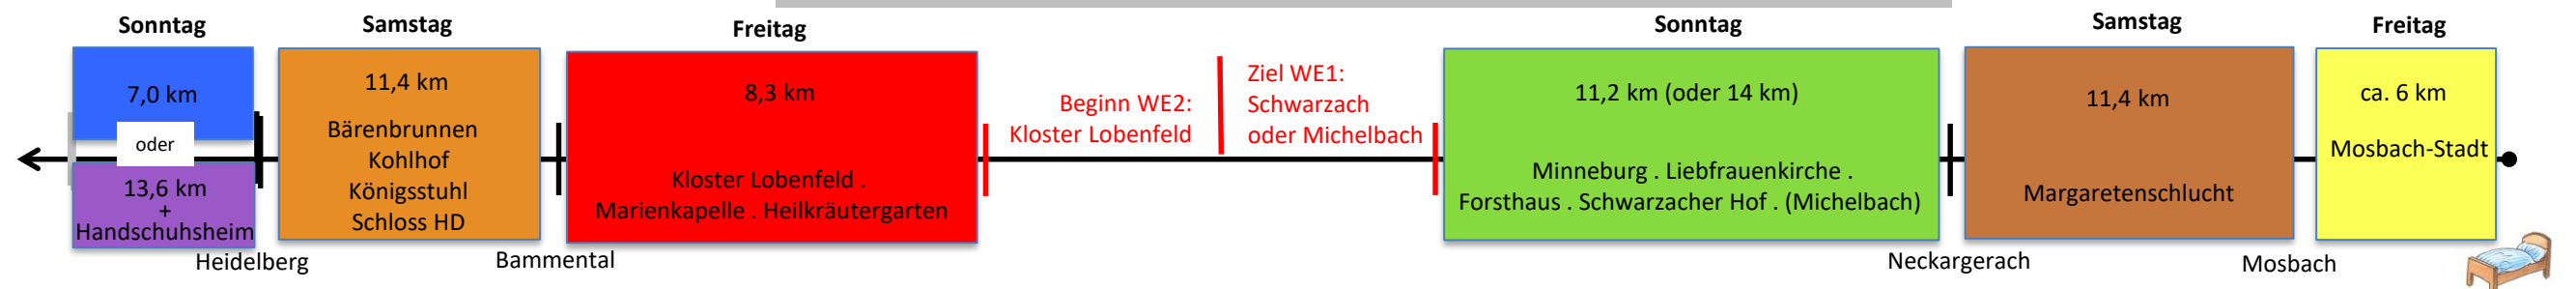 Sonntag
7,0 km
oder
13,6 km
+
Handschuhsheim
Heidelberg
Samstag
11,4 km
Bärenbrunnen
Kohlhof
Königsstuhl
Schloss HD
Bammental
Freitag
8,3 km
Kloster Lobenfeld .
Marienkapelle . Heilkräutergarten
Beginn WE2:
Kloster Lobenfeld
Ziel WE1:
Schwarzach
oder Michelbach
Sonntag
11,2 km (oder 14 km)
Minneburg . Liebfrauenkirche .
Forsthaus . Schwarzacher Hof . (Michelbach)
Neckargerach
Samstag
11,4 km
Margaretenschlucht
Mosbach
Freitag
ca. 6 km
Mosbach-Stadt